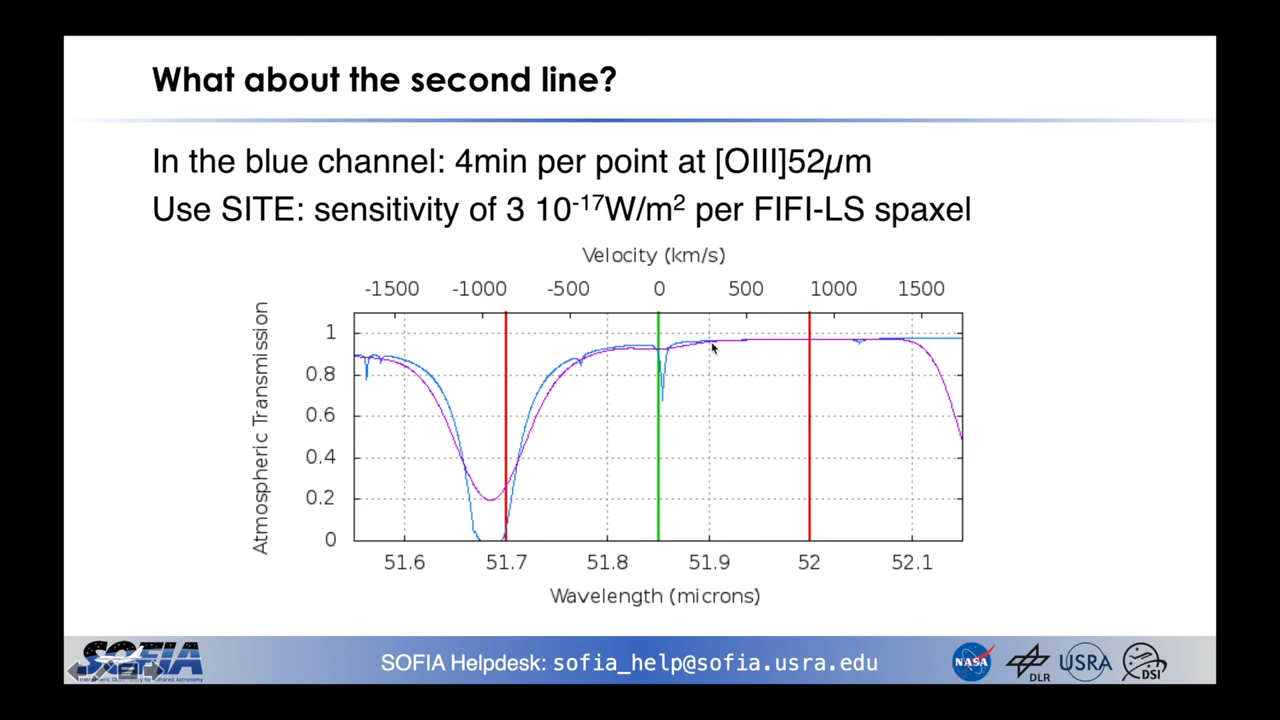 What about the second line?
In the blue channel: 4min per point at [OIII]52μm
Use SITE: sensitivity of 3 10⁻¹⁷W/m² per FIFI-LS spaxel
Velocity (km/s)
-1500 -1000 -500 0 500 1000 1500
Atmospheric Transmission
1
0.8
0.6
0.4
0.2
0
51.6 51.7 51.8 51.9 52 52.1
Wavelength (microns)
SOFIA
SOFIA Helpdesk: sofia_help@sofia.usra.edu
NASA
DLR
USRA
DSI